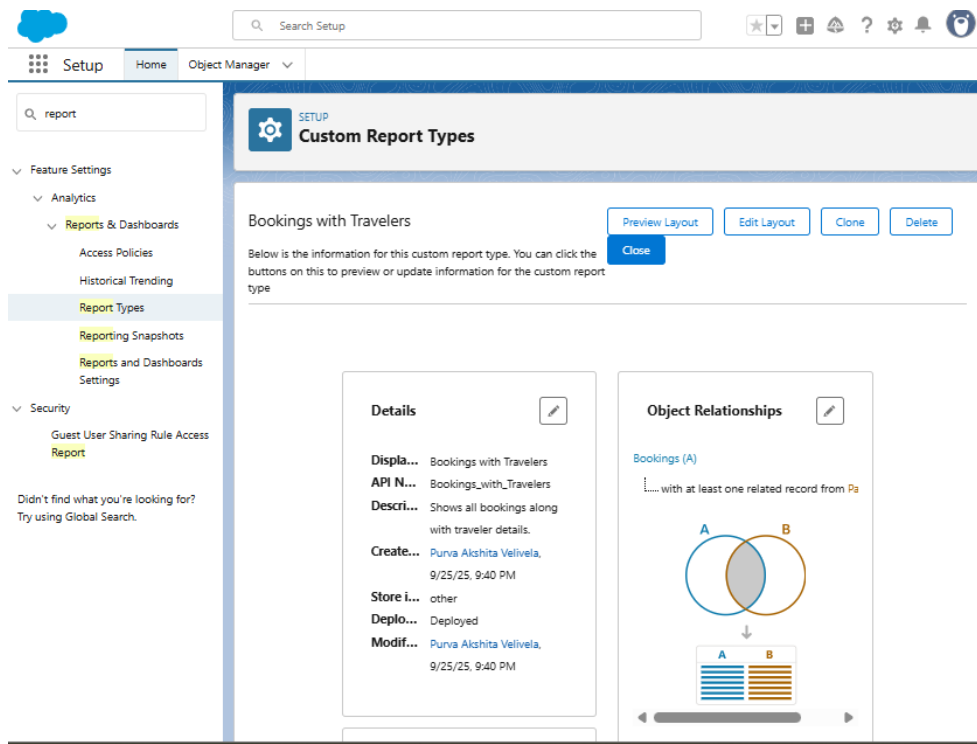 Search Setup
Setup
Home
Object Manager
report
Feature Settings
Analytics
Reports & Dashboards
Access Policies
Historical Trending
Report Types
Reporting Snapshots
Reports and Dashboards
Settings
Security
Guest User Sharing Rule Access
Report
Didn't find what you're looking for?
Try using Global Search.
SETUP
Custom Report Types
Bookings with Travelers
Preview Layout
Edit Layout
Clone
Delete
Close
Below is the information for this custom report type. You can click the
buttons on this to preview or update information for the custom report
type
Details
Displa... Bookings with Travelers
API N... Bookings_with_Travelers
Descri... Shows all bookings along
with traveler details.
Create... Purva Akshita Velivela,
9/25/25, 9:40 PM
Store i... other
Deplo... Deployed
Modif... Purva Akshita Velivela,
9/25/25, 9:40 PM
Object Relationships
Bookings (A)
with at least one related record from Pa
A B
A B